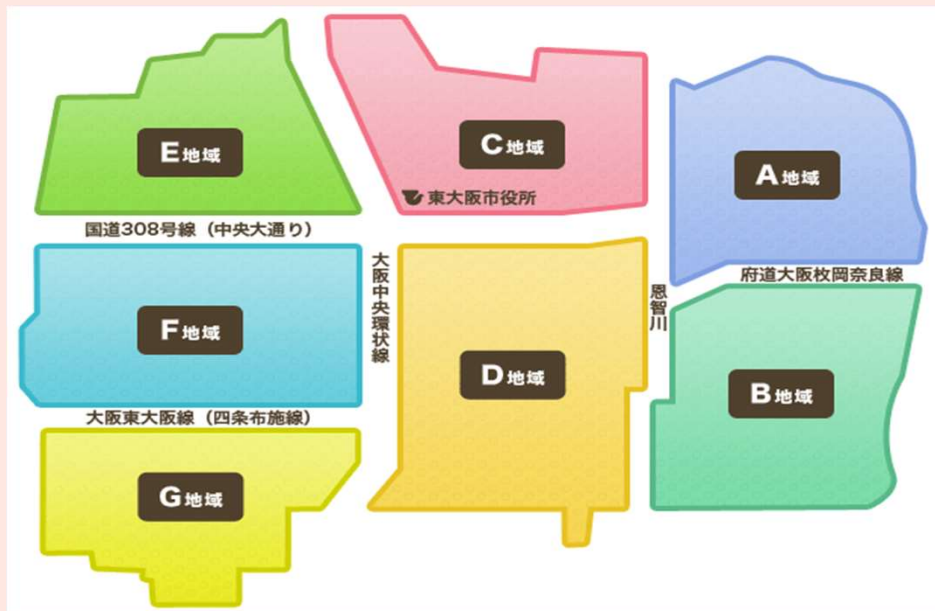 E地域
C地域
A地域
東大阪市役所
国道308号線（中央大通り）
府道大阪枚岡奈良線
大阪中央環状線
恩智川
F地域
D地域
B地域
大阪東大阪線（四条布施線）
G地域